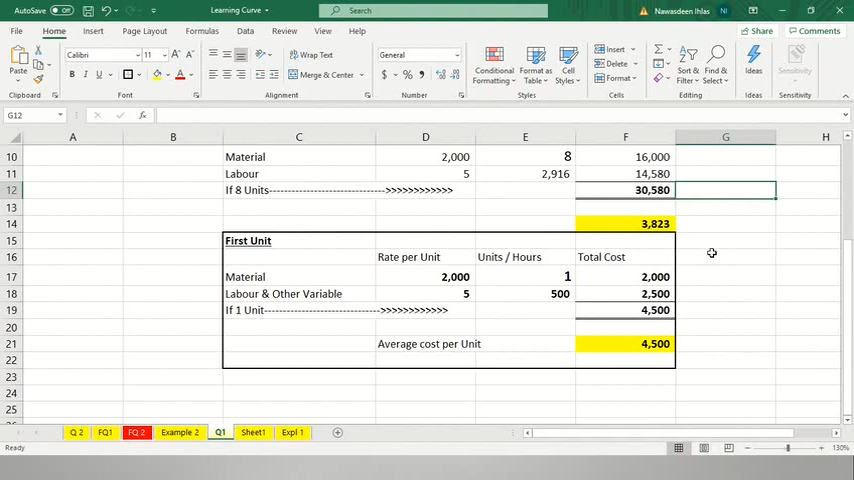 AutoSave Off Learning Curve Search Nawasdeen Ihlas NI
File Home Insert Draw Page Layout Formulas Data Review View Help Share Comments
Paste Calibri 11 A A Wrap Text General Conditional Formatting Format as Table Cell Styles Insert Delete Format Sort & Filter Find & Select Ideas Sensitivity
B I U A Merge & Center $ % ,
Clipboard Font Alignment Number Styles Cells Editing Ideas Sensitivity
G12 fx
A B C D E F G H
10 Material 2,000 8 16,000
11 Labour 5 2,916 14,580
12 If 8 Units-------------------------------->>>>>>>>>>>> 30,580
13
14 3,823
15 First Unit
16 Rate per Unit Units / Hours Total Cost
17 Material 2,000 1 2,000
18 Labour & Other Variable 5 500 2,500
19 If 1 Unit-------------------------------->>>>>>>>>>>> 4,500
20
21 Average cost per Unit 4,500
22
23
24
25
Q 2 FQ1 FQ 2 Example 2 Q1 Sheet1 Expl 1
Ready 130%